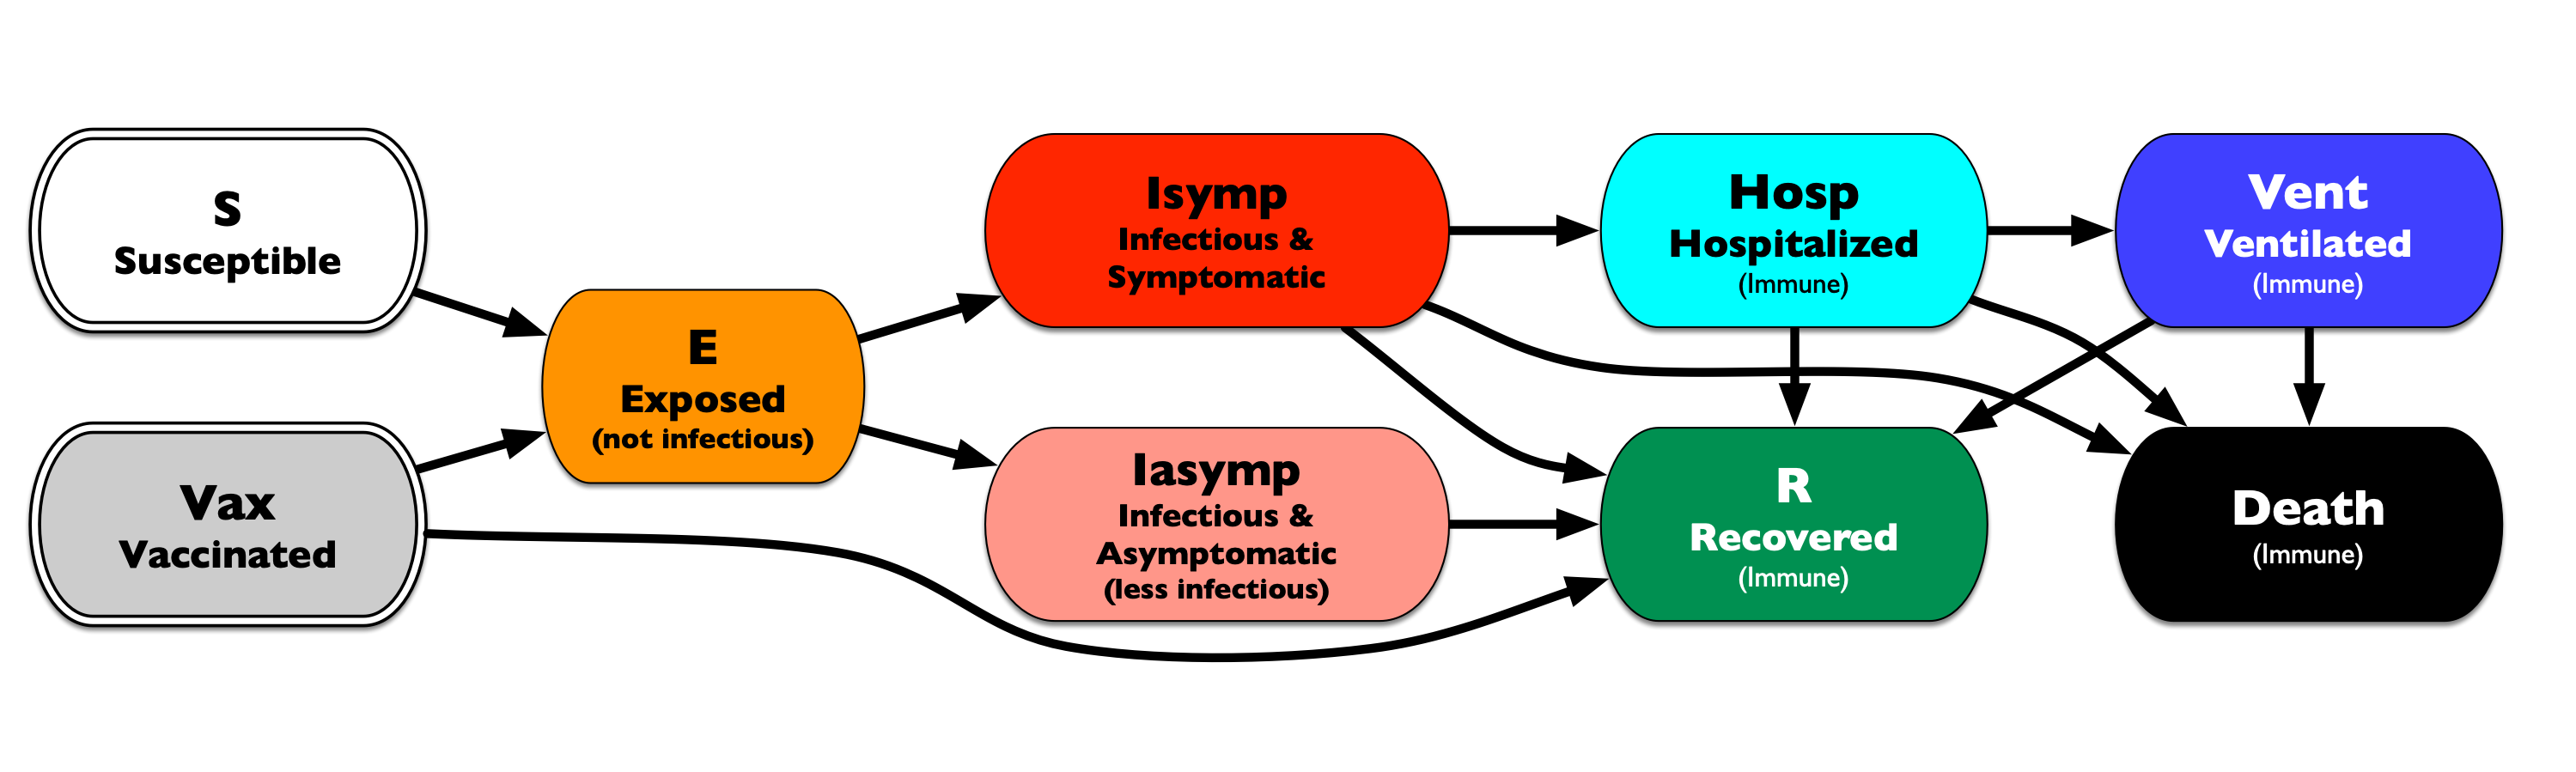 S
Susceptible
Vax
Vaccinated
E
Exposed
(not infectious)
Isymp
Infectious &
Symptomatic
Iasymp
Infectious &
Asymptomatic
(less infectious)
Hosp
Hospitalized
(Immune)
R
Recovered
(Immune)
Vent
Ventilated
(Immune)
Death
(Immune)